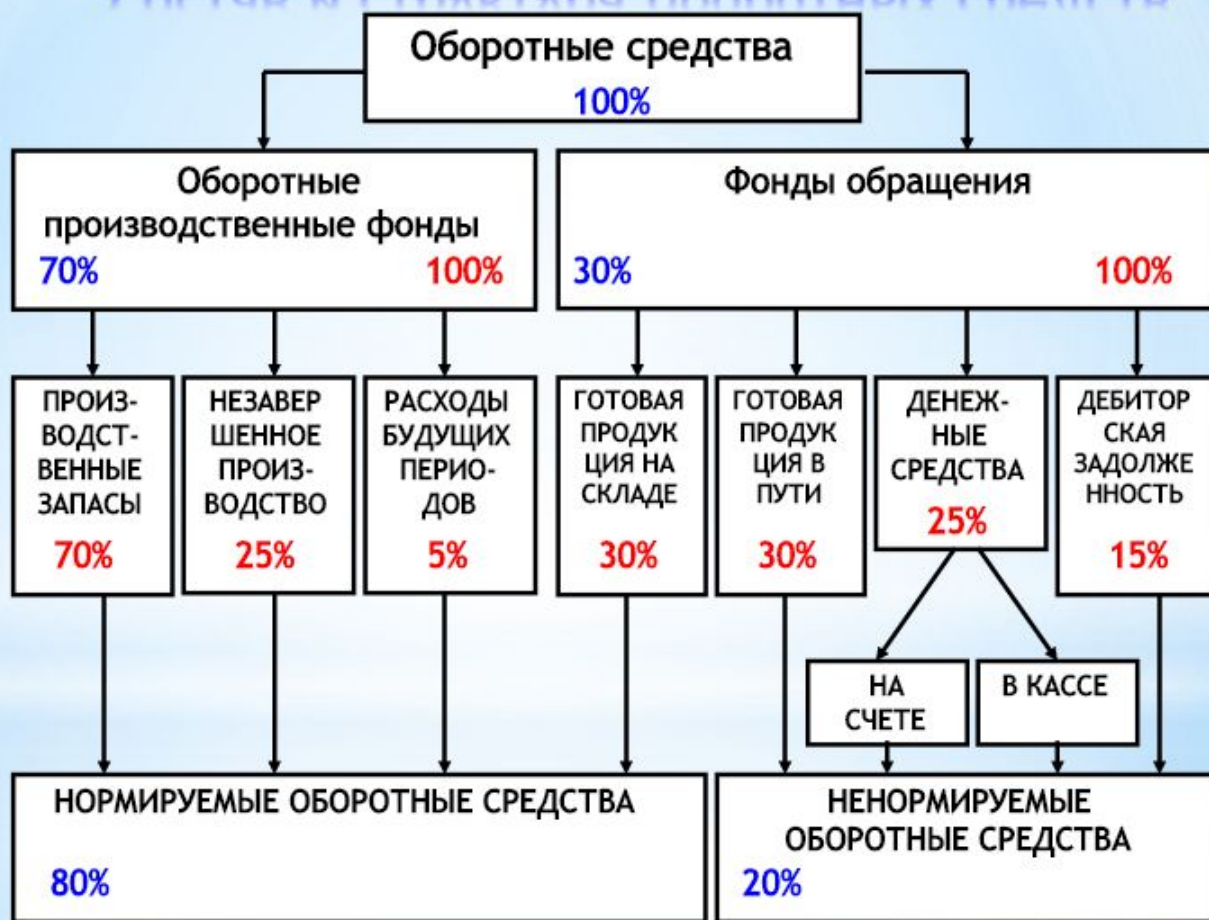 Оборотные средства
100%
Оборотные
производственные фонды
70% 100%
Фонды обращения
30% 100%
ПРОИЗ-
ВОДСТ-
ВЕННЫЕ
ЗАПАСЫ
70%
НЕЗАВЕР
ШЕННОЕ
ПРОИЗ-
ВОДСТВО
25%
РАСХОДЫ
БУДУЩИХ
ПЕРИО-
ДОВ
5%
ГОТОВАЯ
ПРОДУК
ЦИЯ НА
СКЛАДЕ
30%
ГОТОВАЯ
ПРОДУК
ЦИЯ В
ПУТИ
30%
ДЕНЕЖ-
НЫЕ
СРЕДСТВА
25%
ДЕБИТОР
СКАЯ
ЗАДОЛЖЕ
ННОСТЬ
15%
НА
СЧЕТЕ
В КАССЕ
НОРМИРУЕМЫЕ ОБОРОТНЫЕ СРЕДСТВА
80%
НЕНОРМИРУЕМЫЕ
ОБОРОТНЫЕ СРЕДСТВА
20%